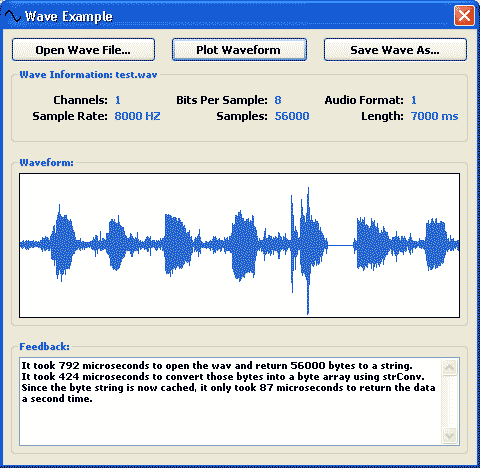 Wave Example
Open Wave File... Plot Waveform Save Wave As...
Wave Information: test.wav
Channels: 1 Bits Per Sample: 8 Audio Format: 1
Sample Rate: 8000 HZ Samples: 56000 Length: 7000 ms
Waveform:
Feedback:
It took 792 microseconds to open the wav and return 56000 bytes to a string.
It took 424 microseconds to convert those bytes into a byte array using strConv.
Since the byte string is now cached, it only took 87 microseconds to return the data
a second time.